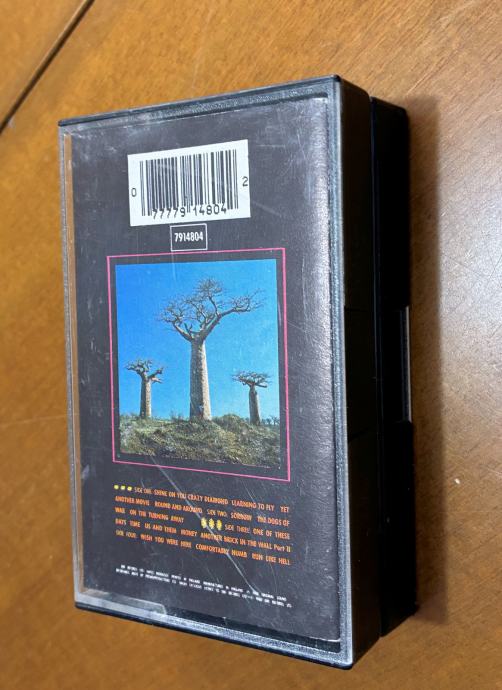 0 77779 14804 2
7914804
SIDE ONE: SHINE ON YOU CRAZY DIAMOND LEARNING TO FLY YET
ANOTHER MOVIE ROUND AND AROUND SIDE TWO: SORROW THE DOGS OF
WAR ON THE TURNING AWAY SIDE THREE: ONE OF THESE
DAYS TIME US AND THEM MONEY ANOTHER BRICK IN THE WALL Part II
SIDE FOUR: WISH YOU WERE HERE COMFORTABLY NUMB RUN LIKE HELL